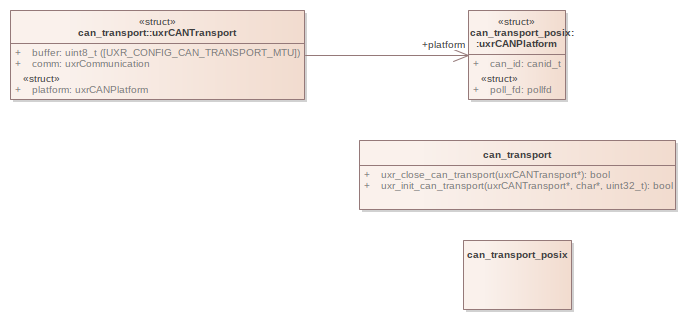 «struct»
can_transport::uxrCANTransport
+ buffer: uint8_t ([UXR_CONFIG_CAN_TRANSPORT_MTU])
+ comm: uxrCommunication
«struct»
+ platform: uxrCANPlatform
+platform
«struct»
can_transport_posix:
:uxrCANPlatform
+ can_id: canid_t
«struct»
+ poll_fd: pollfd
can_transport
+ uxr_close_can_transport(uxrCANTransport*): bool
+ uxr_init_can_transport(uxrCANTransport*, char*, uint32_t): bool
can_transport_posix